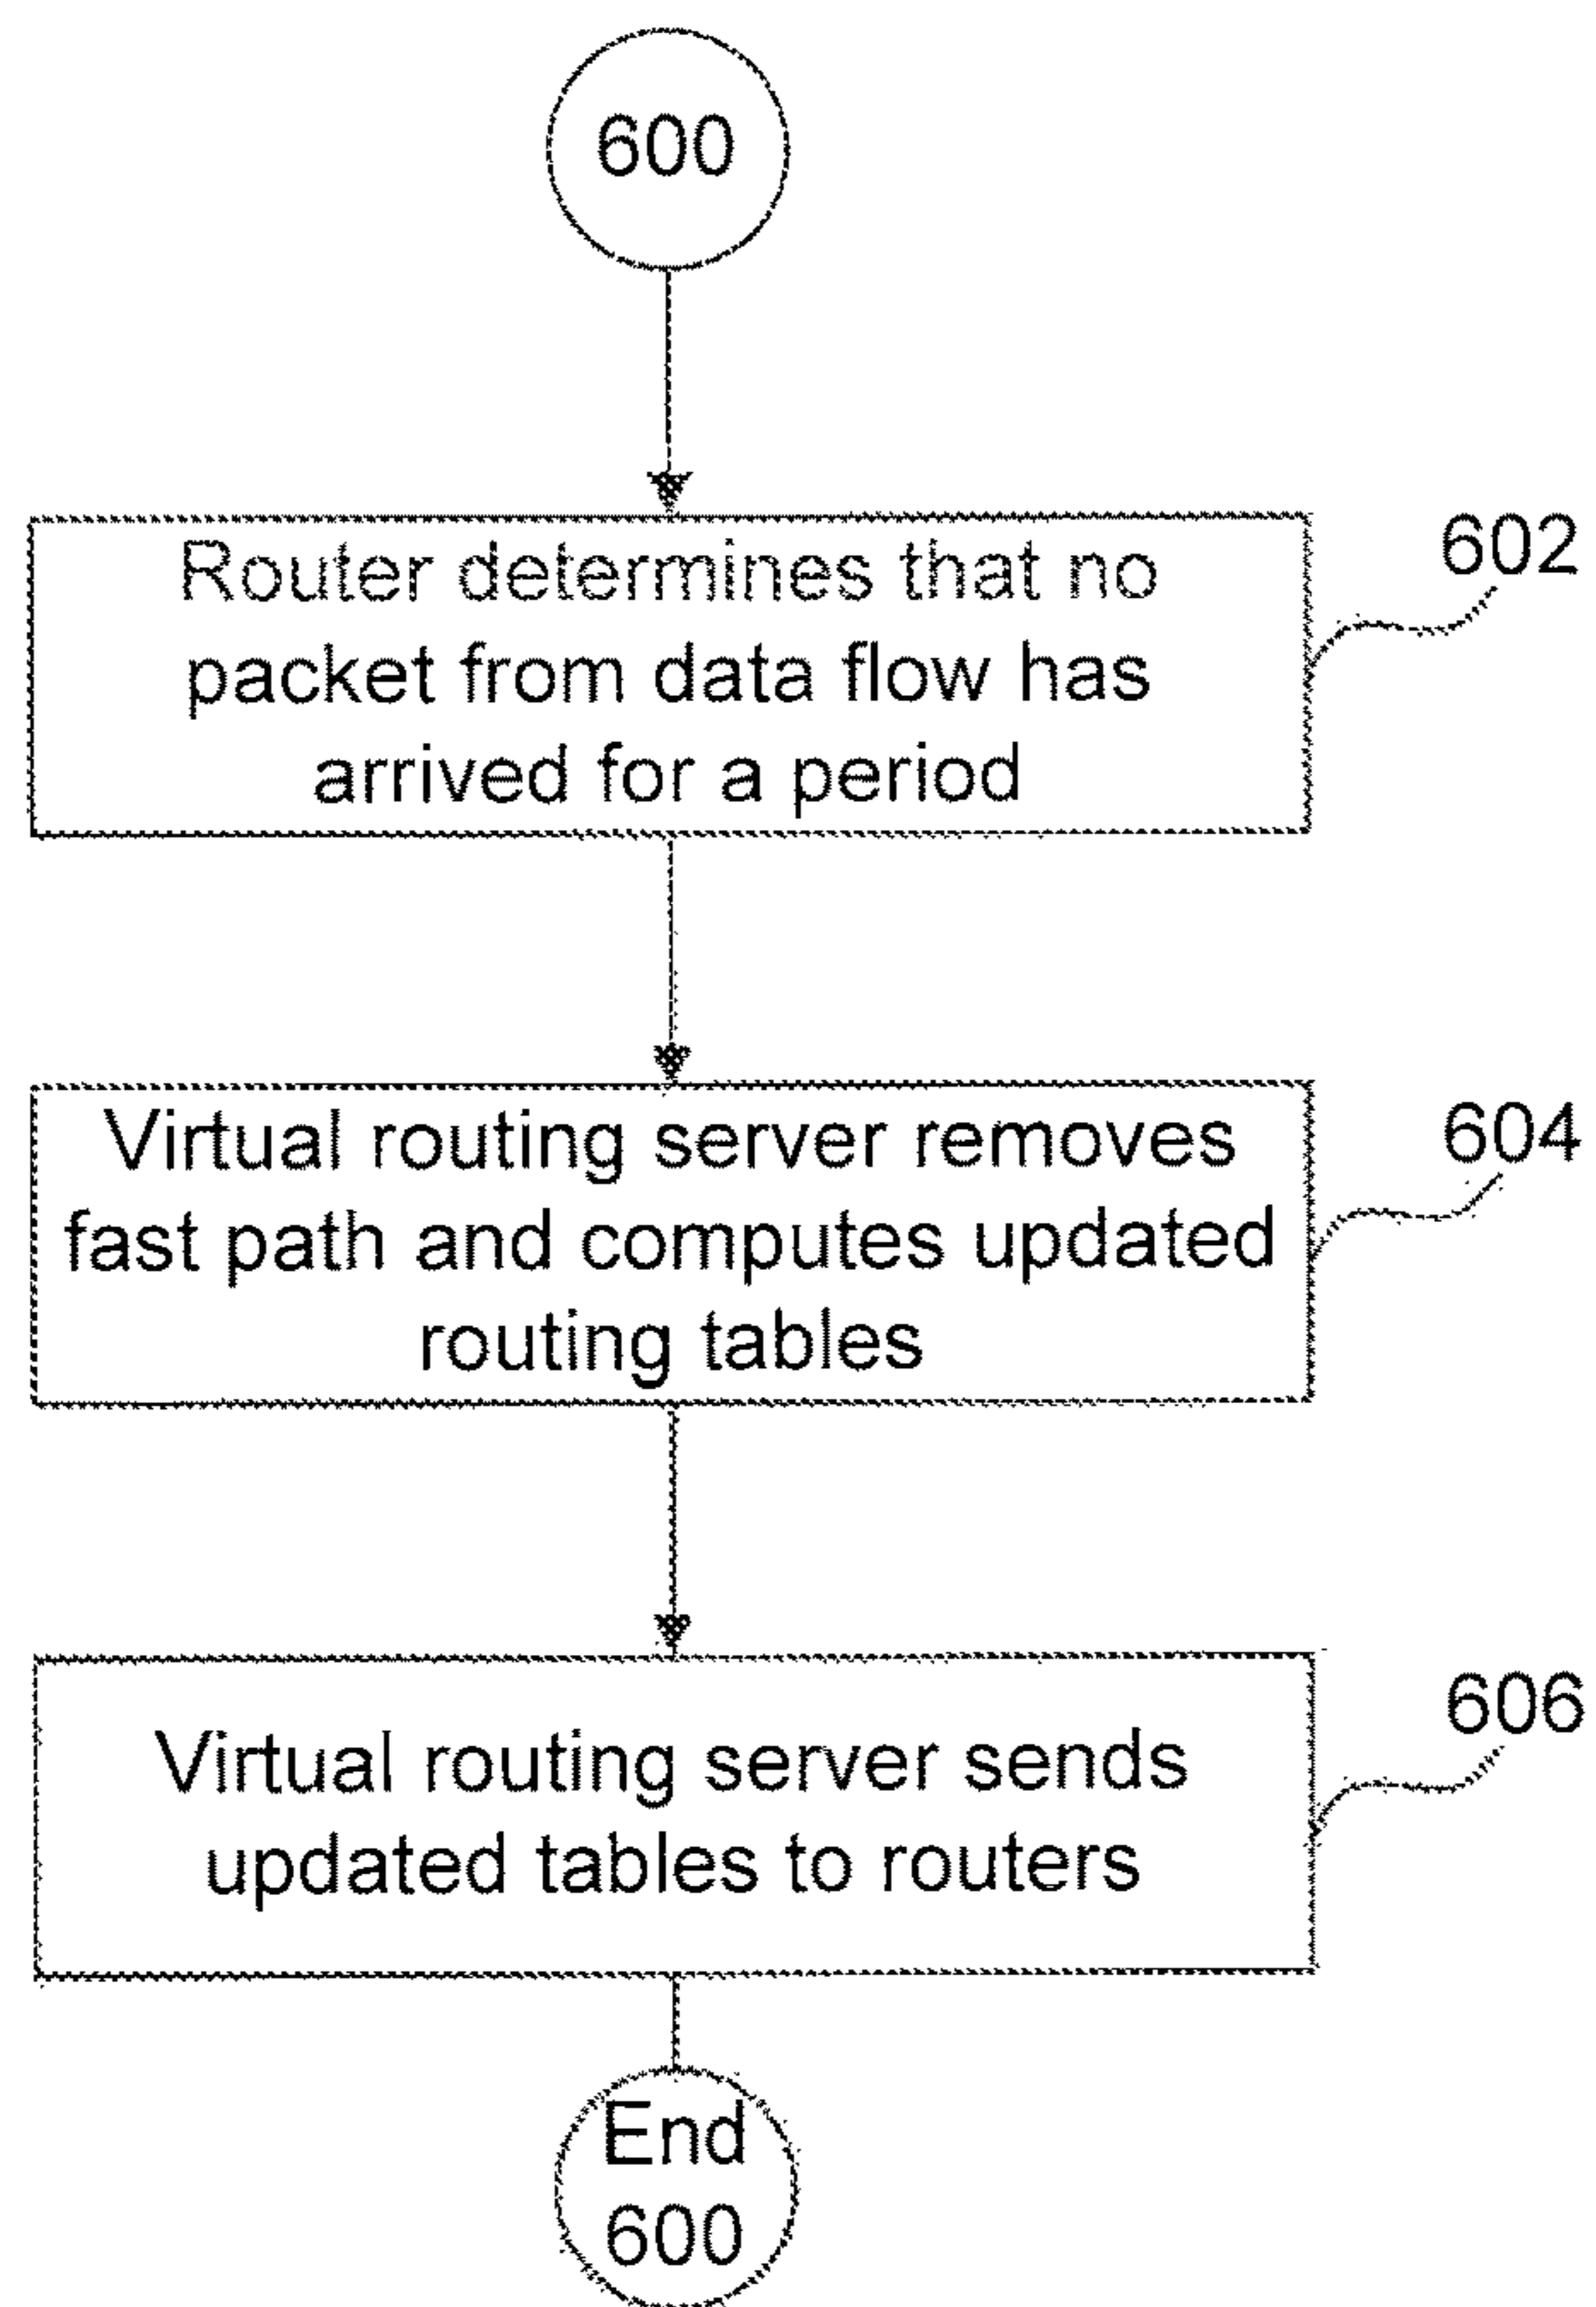 600
Router determines that no
packet from data flow has
arrived for a period
602
Virtual routing server removes
fast path and computes updated
routing tables
604
Virtual routing server sends
updated tables to routers
606
End
600